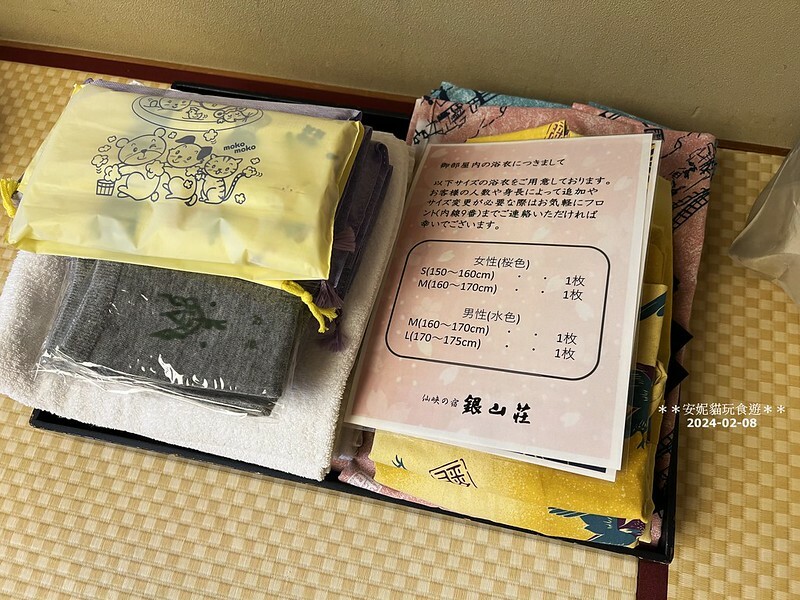 moko
moko
御部屋内の浴衣につきまして
以下サイズの浴衣をご用意しております。
お客様の人数や身長によって追加や
サイズ変更が必要な際はお気軽にフロ
ント(内線9番)までご連絡いただければ
幸いでございます。
女性(桜色)
S(150～160cm) ・ ・ 1枚
M(160～170cm) ・ ・ 1枚
男性(水色)
M(160～170cm) ・ ・ 1枚
L(170～175cm) ・ ・ 1枚
仙峡の宿 銀山荘
＊＊安妮貓玩食遊＊＊
2024-02-08